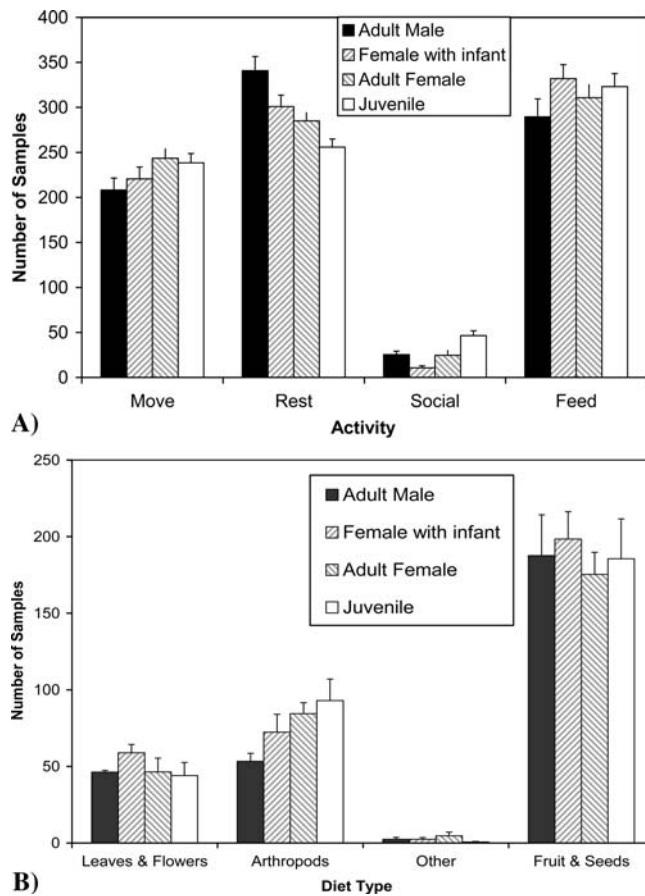 400
350
300
250
200
150
100
50
0
Number of Samples
Adult Male
Female with infant
Adult Female
Juvenile
Move Rest Social Feed
A)
Activity
250
200
150
100
50
0
Number of Samples
Adult Male
Female with infant
Adult Female
Juvenile
Leaves & Flowers Arthropods Other Fruit & Seeds
B)
Diet Type